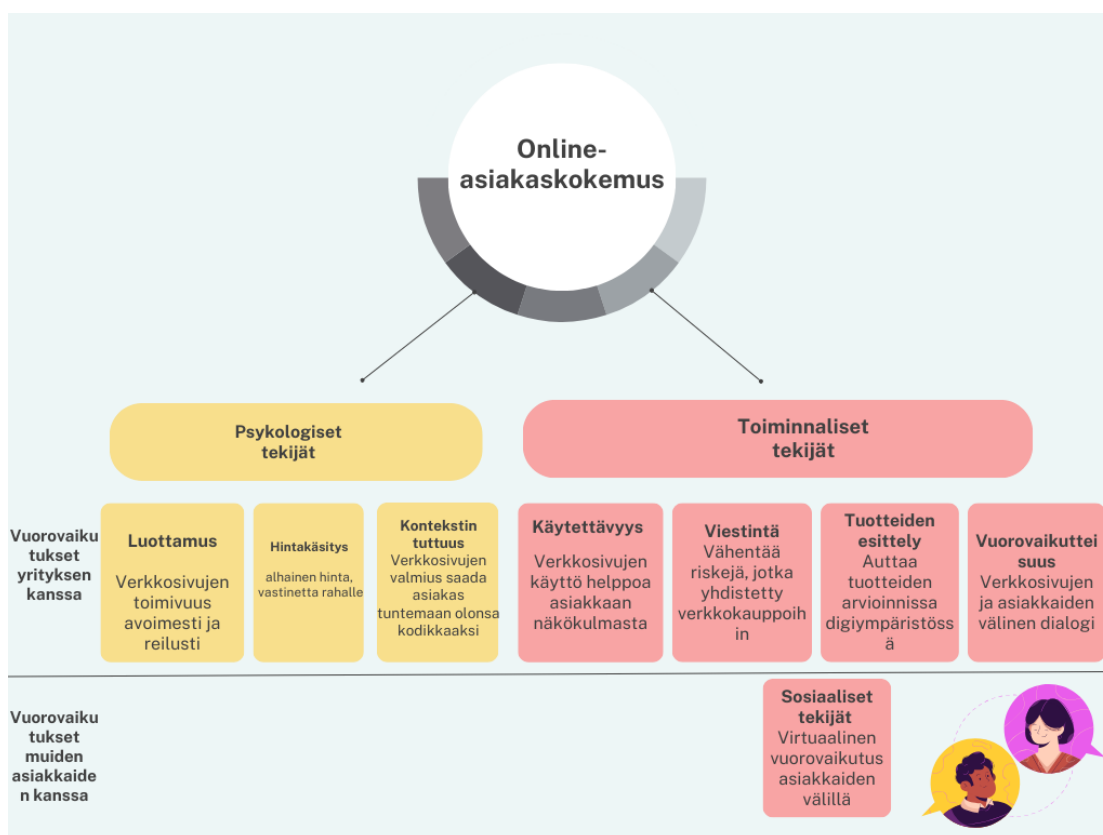 Online-
asiakaskokemus
Psykologiset
tekijät
Toiminnaliset
tekijät
Vuorovaiku
tukset
yrityksen
kanssa
Luottamus
Verkkosivujen
toimivuus
avoimesti ja
reilusti
Hintakäsitys
alhainen hinta,
vastinetta rahalle
Kontekstin
tuttuus
Verkkosivujen
valmius saada
asiakas
tuntemaan olonsa
kodikkaaksi
Käytettävyys
Verkkosivujen
käyttö helppoa
asiakkaan
näkökulmasta
Viestintä
Vähentää
riskejä, jotka
yhdistetty
verkkokauppoih
in
Tuotteiden
esittely
Auttaa
tuotteiden
arvioinnissa
digiympäristöss
ä
Vuorovaikuttei
suus
Verkkosivujen
ja asiakkaiden
välinen dialogi
Vuorovaiku
tukset
muiden
asiakkaide
n kanssa
Sosiaaliset
tekijät
Virtuaalinen
vuorovaikutus
asiakkaiden
välillä